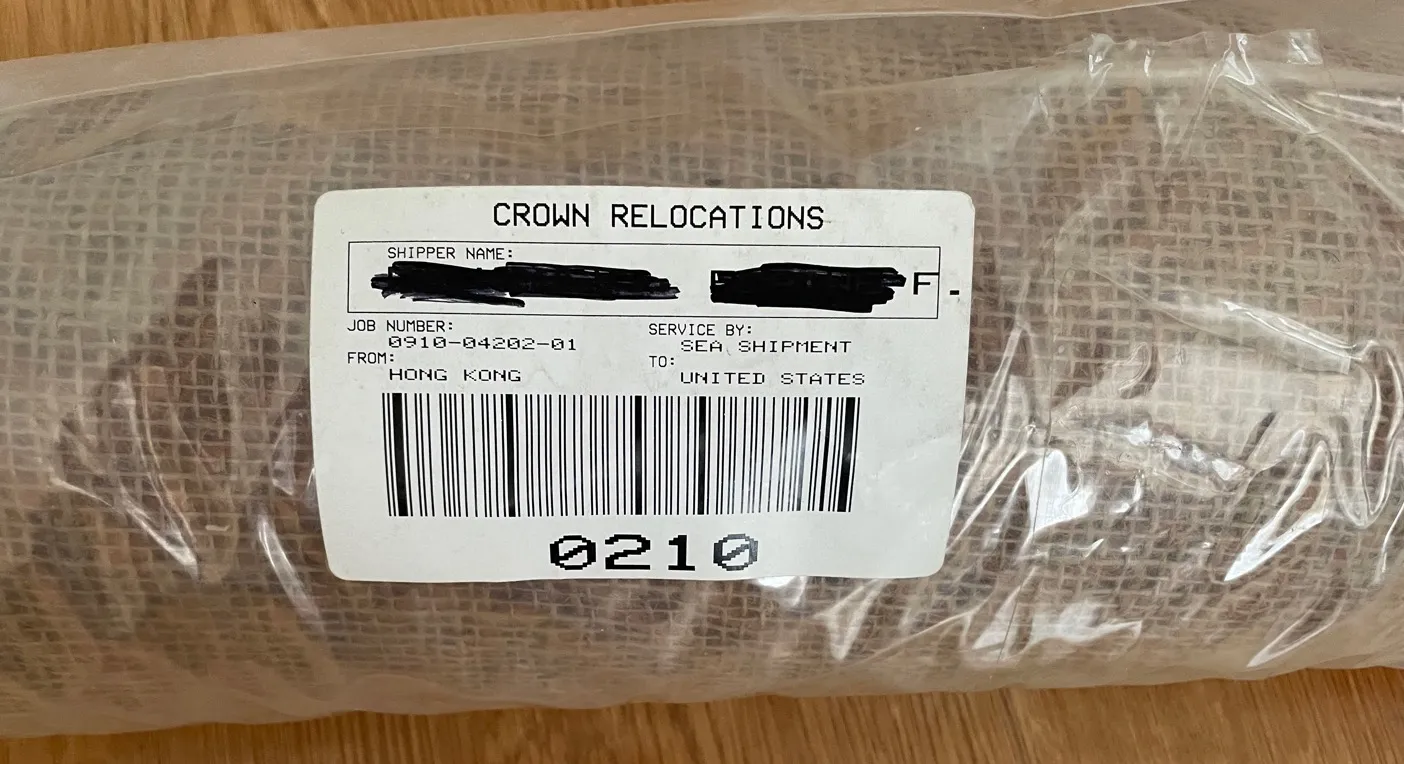 CROWN RELOCATIONS
SHIPPER NAME:
F.
JOB NUMBER: SERVICE BY:
0910-04202-01 SEA SHIPMENT
FROM: TO:
HONG KONG UNITED STATES
0210